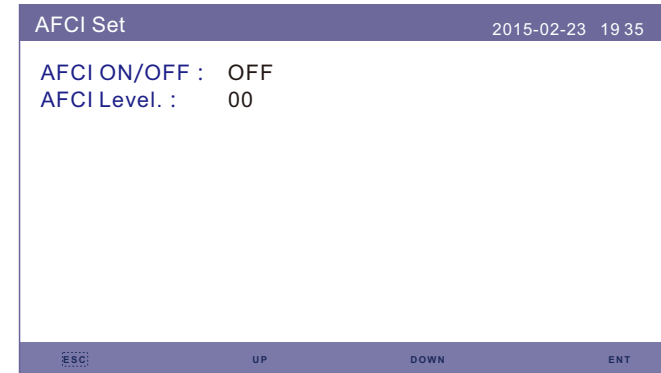 AFCI Set 2015-02-23 19 35
AFCI ON/OFF : OFF
AFCI Level. : 00
ESC UP DOWN ENT